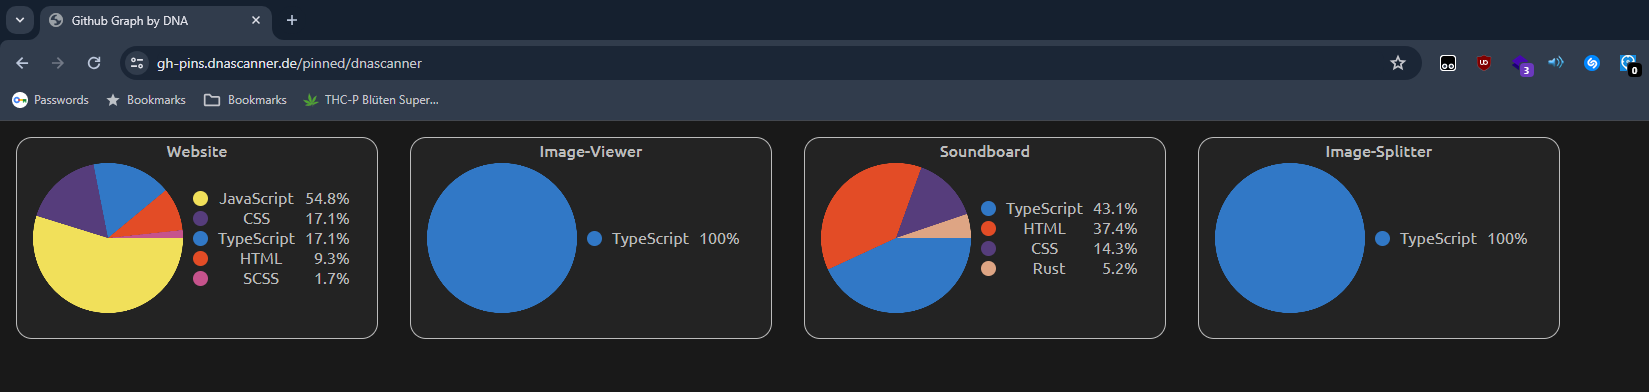 Github Graph by DNA
gh-pins.dnascanner.de/pinned/dnascanner
3
0
Passwords
Bookmarks
Bookmarks
THC-P Blüten Super...
Website
JavaScript 54.8%
CSS 17.1%
TypeScript 17.1%
HTML 9.3%
SCSS 1.7%
Image-Viewer
TypeScript 100%
Soundboard
TypeScript 43.1%
HTML 37.4%
CSS 14.3%
Rust 5.2%
Image-Splitter
TypeScript 100%